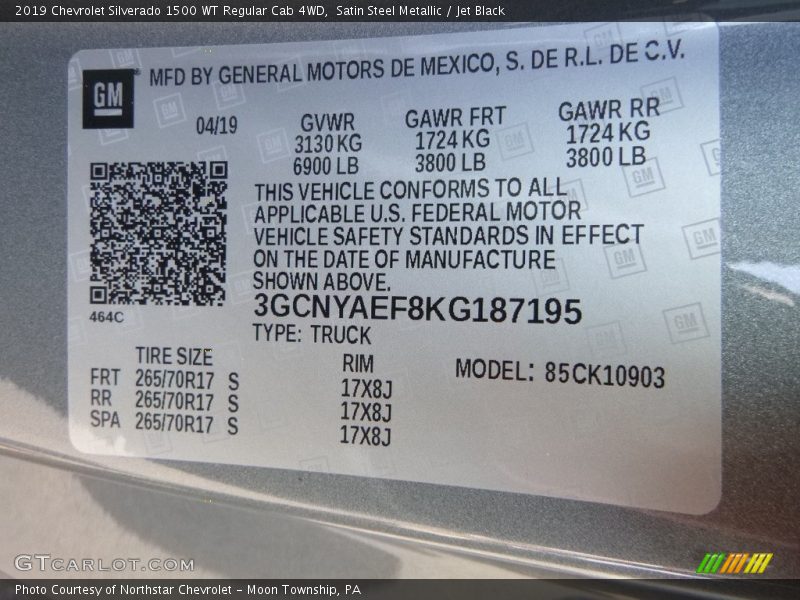 2019 Chevrolet Silverado 1500 WT Regular Cab 4WD, Satin Steel Metallic / Jet Black
GM
MFD BY GENERAL MOTORS DE MEXICO, S. DE R.L. DE C.V.
04/19 GVWR GAWR FRT GAWR RR
3130 KG 1724 KG 1724 KG
6900 LB 3800 LB 3800 LB
THIS VEHICLE CONFORMS TO ALL
APPLICABLE U.S. FEDERAL MOTOR
VEHICLE SAFETY STANDARDS IN EFFECT
ON THE DATE OF MANUFACTURE
SHOWN ABOVE.
464C
3GCNYAEF8KG187195
TYPE: TRUCK
TIRE SIZE RIM MODEL: 85CK10903
FRT 265/70R17 S 17X8J
RR 265/70R17 S 17X8J
SPA 265/70R17 S 17X8J
GTCARLOT.COM
Photo Courtesy of Northstar Chevrolet - Moon Township, PA